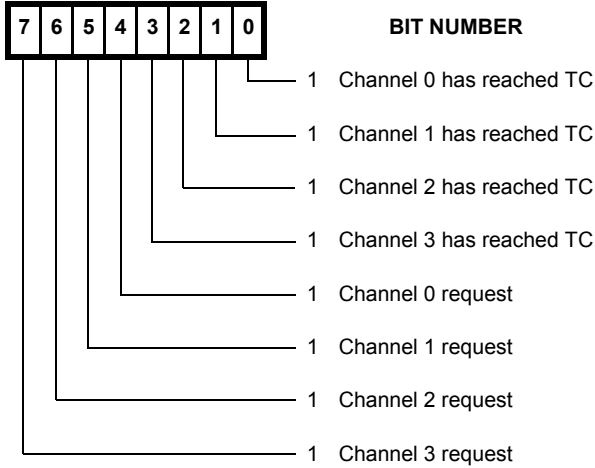 7 6 5 4 3 2 1 0 BIT NUMBER
1 Channel 0 has reached TC
1 Channel 1 has reached TC
1 Channel 2 has reached TC
1 Channel 3 has reached TC
1 Channel 0 request
1 Channel 1 request
1 Channel 2 request
1 Channel 3 request